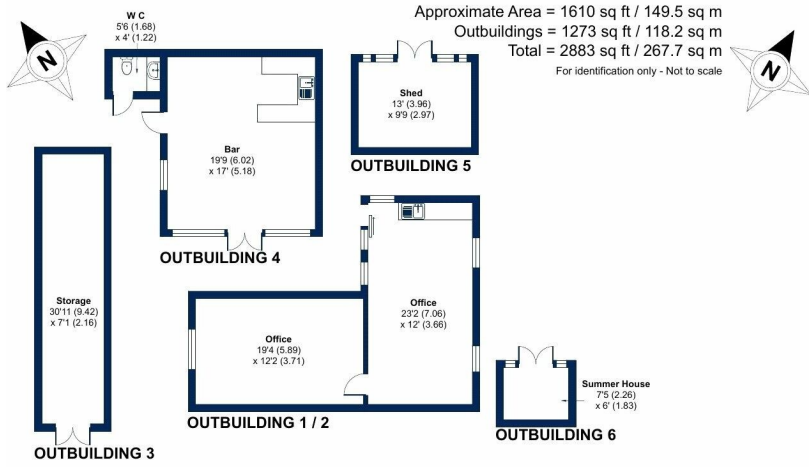 Approximate Area = 1610 sq ft / 149.5 sq m
Outbuildings = 1273 sq ft / 118.2 sq m
Total = 2883 sq ft / 267.7 sq m
For identification only - Not to scale
N
N
W C
5'6 (1.68)
x 4' (1.22)
Bar
19'9 (6.02)
x 17' (5.18)
OUTBUILDING 4
Shed
13' (3.96)
x 9'9 (2.97)
OUTBUILDING 5
Storage
30'11 (9.42)
x 7'1 (2.16)
OUTBUILDING 3
Office
19'4 (5.89)
x 12'2 (3.71)
Office
23'2 (7.06)
x 12' (3.66)
OUTBUILDING 1 / 2
Summer House
7'5 (2.26)
x 6' (1.83)
OUTBUILDING 6